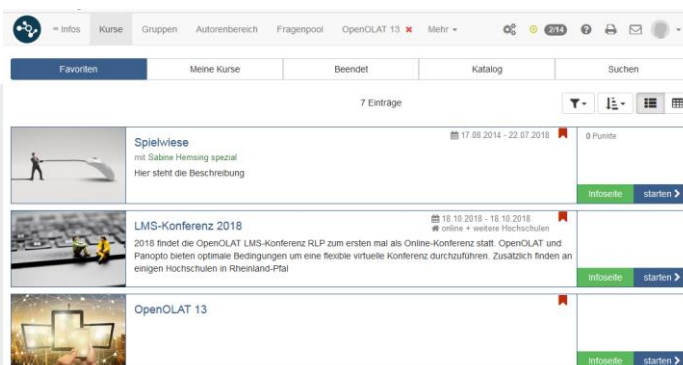 Infos Kurse Gruppen Autorenbereich Fragenpool OpenOLAT 13 Mehr 2/14
Favoriten Meine Kurse Beendet Katalog Suchen
7 Einträge
Spielwiese 17.08.2014 - 22.07.2018 0 Punkte
mit Sabine Hemsing spezial
Hier steht die Beschreibung
Infoseite starten
LMS-Konferenz 2018 18.10.2018 - 18.10.2018
online + weitere Hochschulen
2018 findet die OpenOLAT LMS-Konferenz RLP zum ersten mal als Online-Konferenz statt. OpenOLAT und
Panopto bieten optimale Bedingungen um eine flexible virtuelle Konferenz durchzuführen. Zusätzlich finden an
einigen Hochschulen in Rheinland-Pfal
Infoseite starten
OpenOLAT 13
Infoseite starten